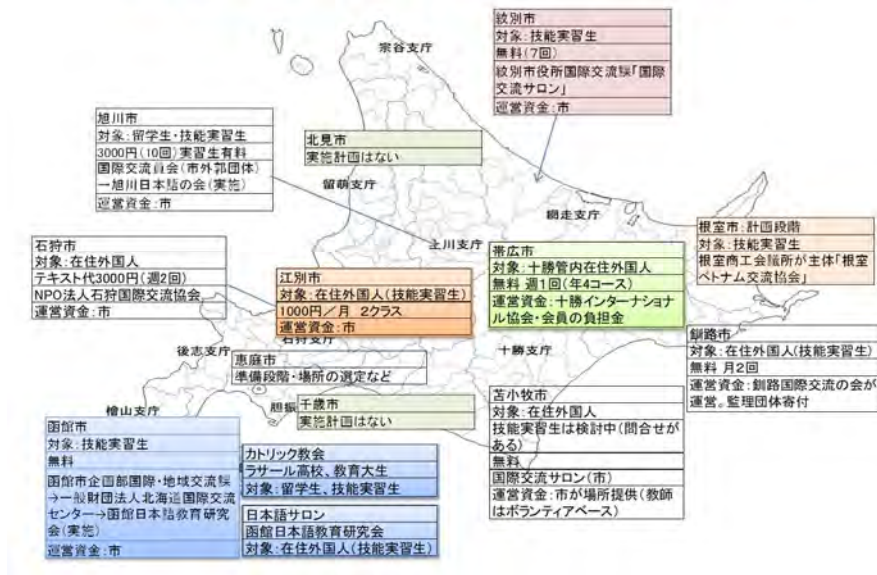 宗谷支庁
紋別市
対象:技能実習生
無料(7回)
紋別市役所国際交流課「国際
交流サロン」
運営資金:市
旭川市
対象:留学生・技能実習生
3000円(10回)実習生有料
国際交流員会(市外郭団体)
→旭川日本語の会(実施)
運営資金:市
北見市
実施計画はない
留萌支庁
網走支庁
上川支庁
根室市:計画段階
対象:技能実習生
根室商工会議所が主体「根室
ベトナム交流協会」
石狩市
対象:在住外国人
テキスト代3000円(週2回)
NPO法人石狩国際交流協会
運営資金:市
江別市
対象:在住外国人(技能実習生)
1000円/月 2クラス
運営資金:市
帯広市
対象:十勝管内在住外国人
無料 週1回(年4コース)
運営資金:十勝インターナショナ
ル協会・会員の負担金
石狩支庁
後志支庁
恵庭市
準備段階・場所の選定など
十勝支庁
釧路市
対象:在住外国人(技能実習生)
無料 月2回
運営資金:釧路国際交流の会が
運営。監理団体寄付
檜山支庁
胆振
千歳市
実施計画はない
苫小牧市
対象:在住外国人
技能実習生は検討中(問合せが
ある)
無料
国際交流サロン(市)
運営資金:市が場所提供(教師
はボランティアベース)
函館市
対象:技能実習生
無料
函館市企画部国際・地域交流課
→一般財団法人北海道国際交流
センター→函館日本語教育研究
会(実施)
運営資金:市
カトリック教会
ラサール高校、教育大生
対象:留学生、技能実習生
日本語サロン
函館日本語教育研究会
対象:在住外国人(技能実習生)